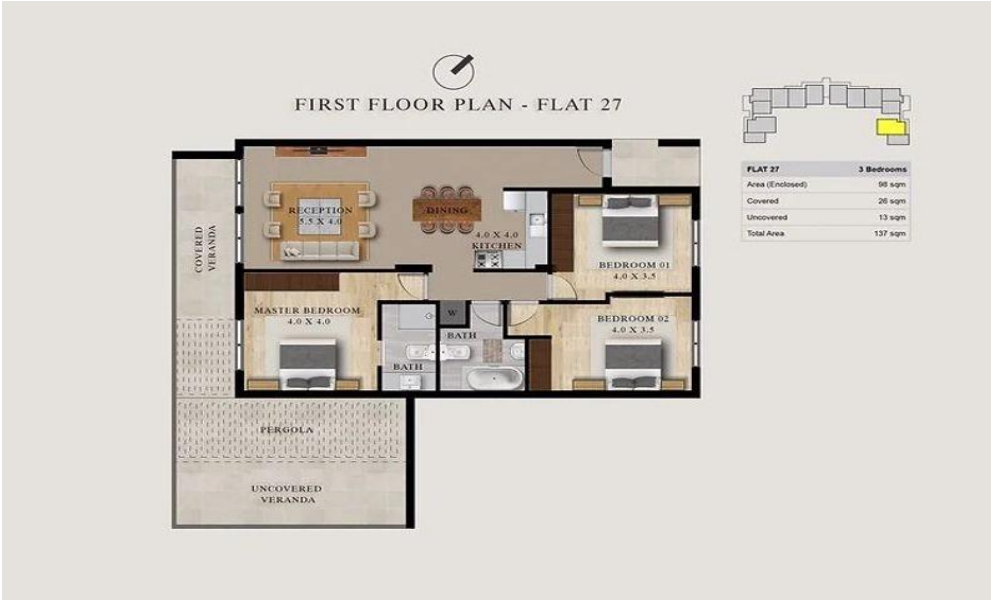 FIRST FLOOR PLAN - FLAT 27
FLAT 27 3 Bedrooms
Area (Enclosed) 98 sqm
Covered 26 sqm
Uncovered 13 sqm
Total Area 137 sqm
RECEPTION
5.5 X 4.0
DINING
4.0 X 4.0
KITCHEN
COVERED
VERANDA
BEDROOM 01
4.0 X 3.5
MASTER BEDROOM
4.0 X 4.0
W
BATH
BATH
BEDROOM 02
4.0 X 3.5
PERGOLA
UNCOVERED
VERANDA